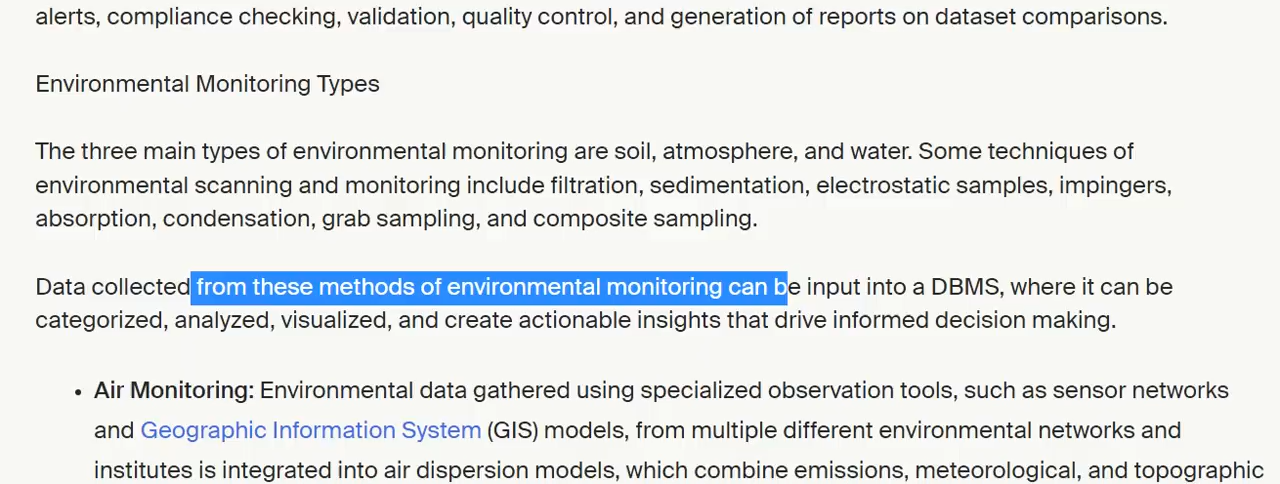 alerts, compliance checking, validation, quality control, and generation of reports on dataset comparisons.
Environmental Monitoring Types
The three main types of environmental monitoring are soil, atmosphere, and water. Some techniques of
environmental scanning and monitoring include filtration, sedimentation, electrostatic samples, impingers,
absorption, condensation, grab sampling, and composite sampling.
Data collected from these methods of environmental monitoring can be input into a DBMS, where it can be
categorized, analyzed, visualized, and create actionable insights that drive informed decision making.
• Air Monitoring: Environmental data gathered using specialized observation tools, such as sensor networks
and Geographic Information System (GIS) models, from multiple different environmental networks and
institutes is integrated into air dispersion models, which combine emissions, meteorological, and topographic